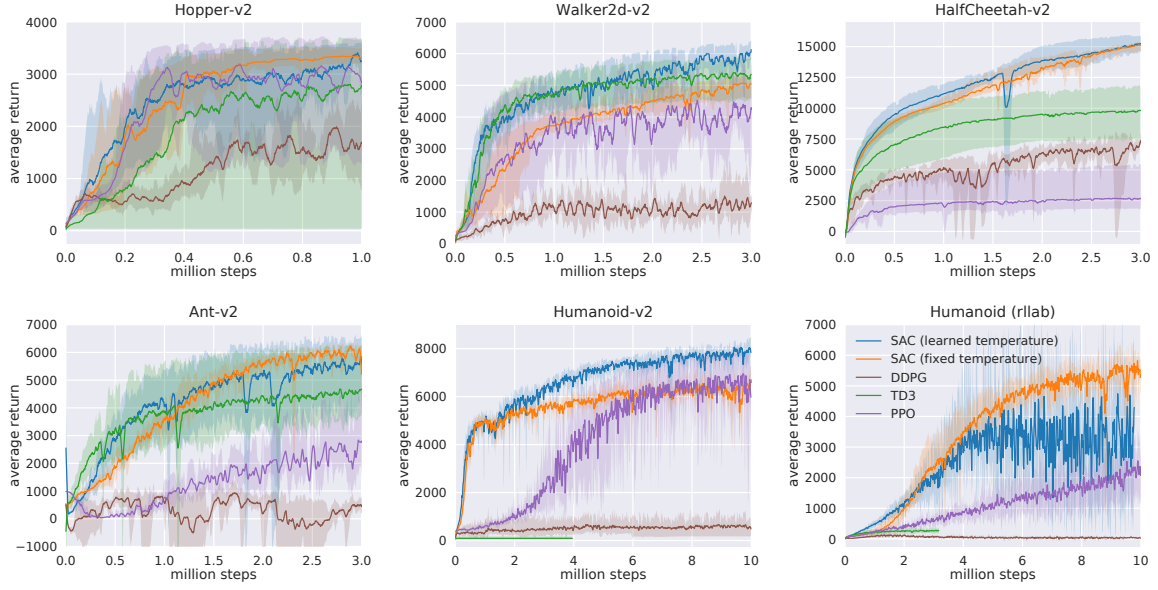 Hopper-v2
4000
3000
2000
1000
0
average return
0.0 0.2 0.4 0.6 0.8 1.0
million steps
Walker2d-v2
7000
6000
5000
4000
3000
2000
1000
0
average return
0.0 0.5 1.0 1.5 2.0 2.5 3.0
million steps
HalfCheetah-v2
15000
12500
10000
7500
5000
2500
0
average return
0.0 0.5 1.0 1.5 2.0 2.5 3.0
million steps
Ant-v2
7000
6000
5000
4000
3000
2000
1000
0
−1000
average return
0.0 0.5 1.0 1.5 2.0 2.5 3.0
million steps
Humanoid-v2
8000
6000
4000
2000
0
average return
0 2 4 6 8 10
million steps
Humanoid (rllab)
7000
6000
5000
4000
3000
2000
1000
0
average return
SAC (learned temperature)
SAC (fixed temperature)
DDPG
TD3
PPO
0 2 4 6 8 10
million steps